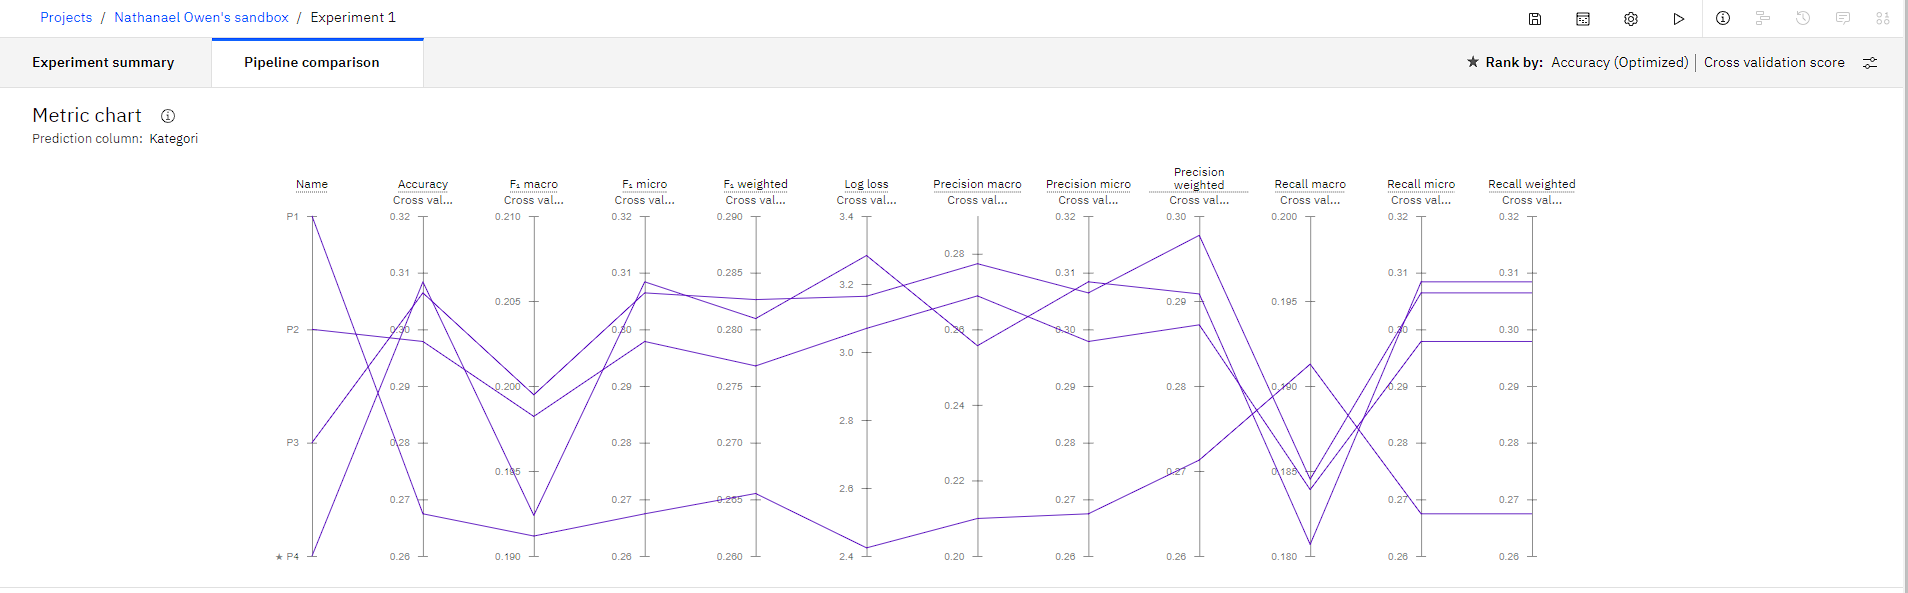 Projects / Nathanael Owen's sandbox / Experiment 1
Experiment summary
Pipeline comparison
★ Rank by: Accuracy (Optimized) | Cross validation score
Metric chart
Prediction column: Kategori
Name
P1
P2
P3
★ P4
Accuracy
Cross val...
0.32
0.31
0.30
0.29
0.28
0.27
0.26
F₁ macro
Cross val...
0.210
0.205
0.200
0.195
0.190
F₁ micro
Cross val...
0.32
0.31
0.30
0.29
0.28
0.27
0.26
F₁ weighted
Cross val...
0.290
0.285
0.280
0.275
0.270
0.265
0.260
Log loss
Cross val...
3.4
3.2
3.0
2.8
2.6
2.4
Precision macro
Cross val...
0.28
0.26
0.24
0.22
0.20
Precision micro
Cross val...
0.32
0.31
0.30
0.29
0.28
0.27
0.26
Precision
weighted
Cross val...
0.30
0.29
0.28
0.27
0.26
Recall macro
Cross val...
0.200
0.195
0.190
0.185
0.180
Recall micro
Cross val...
0.32
0.31
0.30
0.29
0.28
0.27
0.26
Recall weighted
Cross val...
0.32
0.31
0.30
0.29
0.28
0.27
0.26